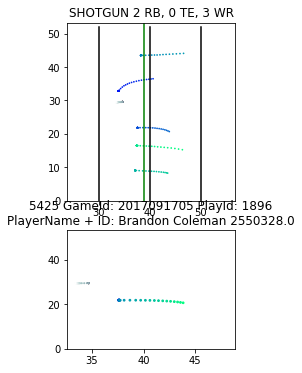 SHOTGUN 2 RB, 0 TE, 3 WR
50
40
30
20
10
0
30 40 50
5425 GameId: 2017091705 PlayId: 1896
PlayerName + ID: Brandon Coleman 2550328.0
40
20
0
35 40 45